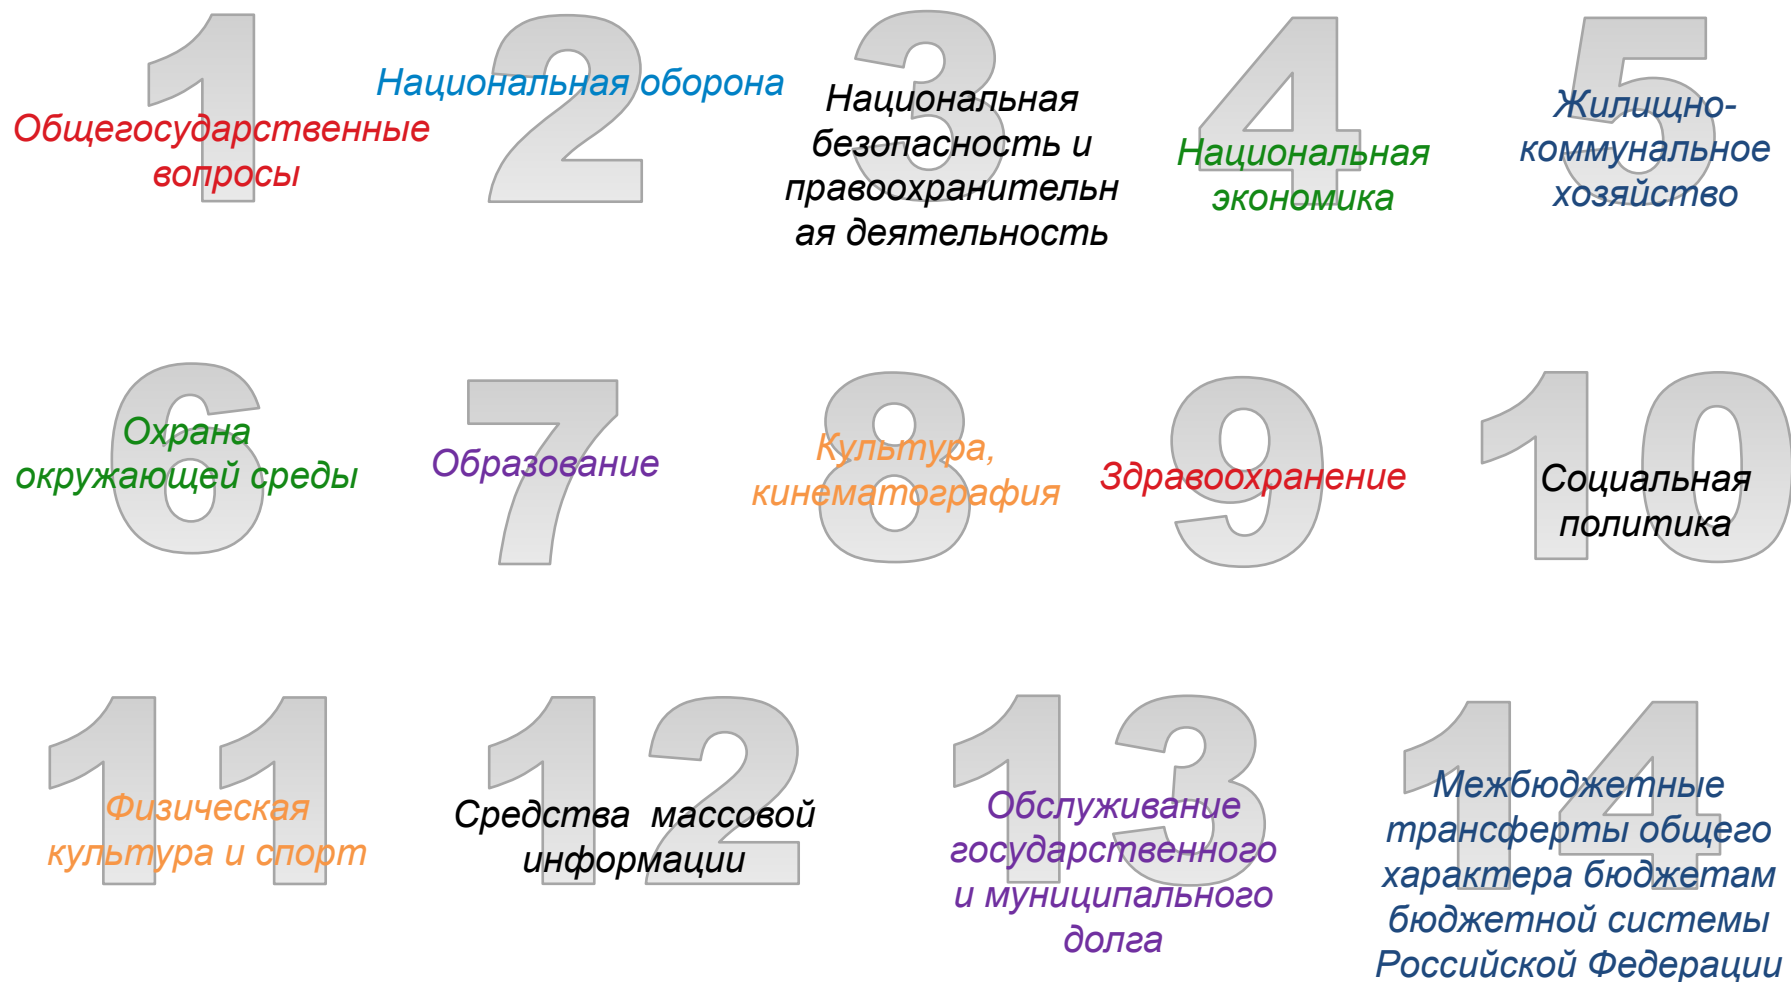 1
Общегосударственные
вопросы
2
Национальная оборона
3
Национальная
безопасность и
правоохранительн
ая деятельность
4
Национальная
экономика
5
Жилищно-
коммунальное
хозяйство
6
Охрана
окружающей среды
7
Образование
8
Культура,
кинематография
9
Здравоохранение
10
Социальная
политика
11
Физическая
культура и спорт
12
Средства массовой
информации
13
Обслуживание
государственного
и муниципального
долга
14
Межбюджетные
трансферты общего
характера бюджетам
бюджетной системы
Российской Федерации